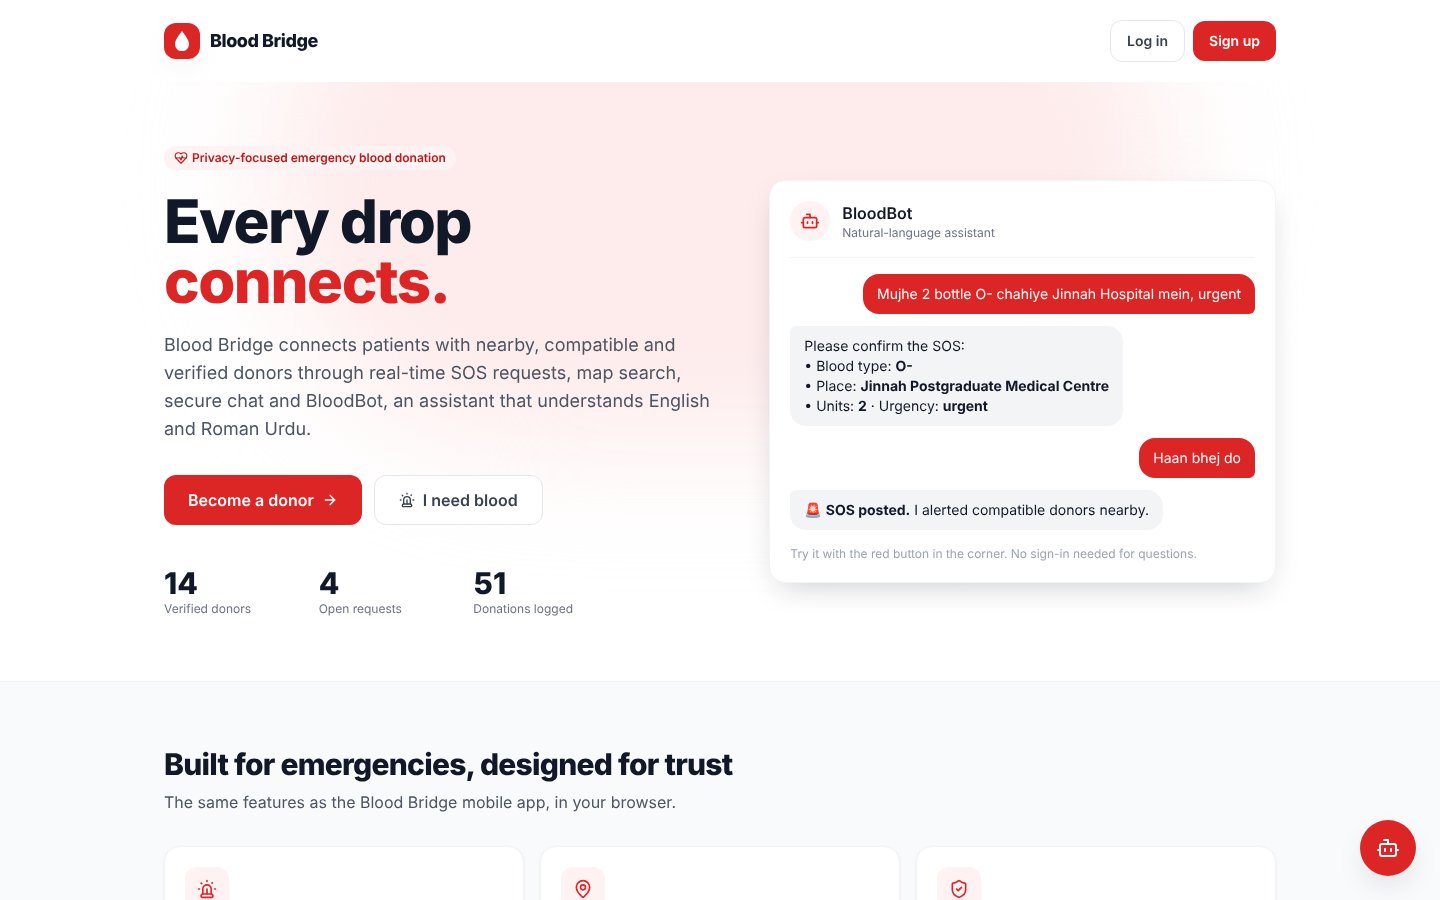 Blood Bridge
Log in
Sign up
Privacy-focused emergency blood donation
Every drop
connects.
Blood Bridge connects patients with nearby, compatible and
verified donors through real-time SOS requests, map search,
secure chat and BloodBot, an assistant that understands English
and Roman Urdu.
Become a donor →
I need blood
14
Verified donors
4
Open requests
51
Donations logged
BloodBot
Natural-language assistant
Mujhe 2 bottle O- chahiye Jinnah Hospital mein, urgent
Please confirm the SOS:
• Blood type: O-
• Place: Jinnah Postgraduate Medical Centre
• Units: 2 · Urgency: urgent
Haan bhej do
🚨 SOS posted. I alerted compatible donors nearby.
Try it with the red button in the corner. No sign-in needed for questions.
Built for emergencies, designed for trust
The same features as the Blood Bridge mobile app, in your browser.